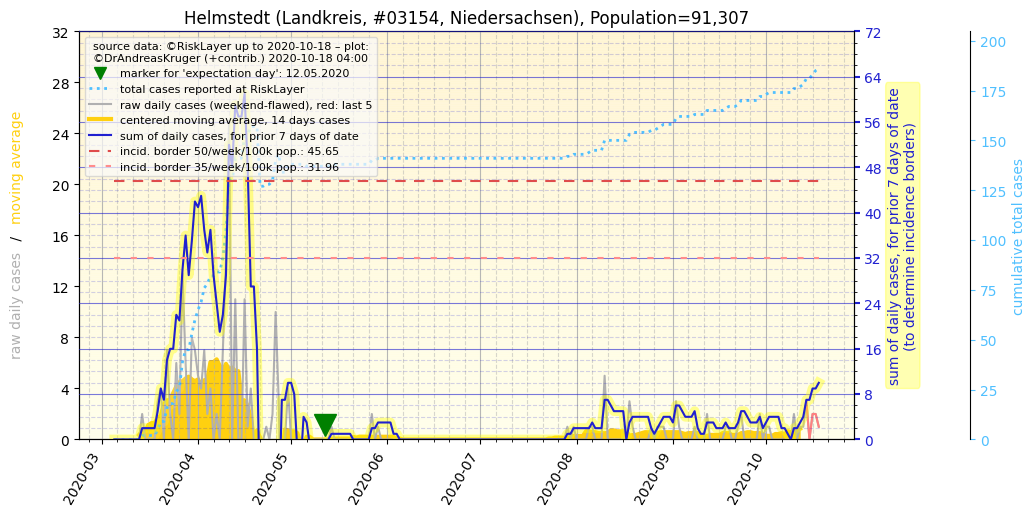 Helmstedt (Landkreis, #03154, Niedersachsen), Population=91,307
source data: ©RiskLayer up to 2020-10-18 – plot:
©DrAndreasKruger (+contrib.) 2020-10-18 04:00
marker for 'expectation day': 12.05.2020
total cases reported at RiskLayer
raw daily cases (weekend-flawed), red: last 5
centered moving average, 14 days cases
sum of daily cases, for prior 7 days of date
incid. border 50/week/100k pop.: 45.65
incid. border 35/week/100k pop.: 31.96
raw daily cases / moving average
32
28
24
20
16
12
8
4
0
2020-03
2020-04
2020-05
2020-06
2020-07
2020-08
2020-09
2020-10
72
64
56
48
40
32
24
16
8
0
sum of daily cases, for prior 7 days of date
(to determine incidence borders)
200
175
150
125
100
75
50
25
0
cumulative total cases